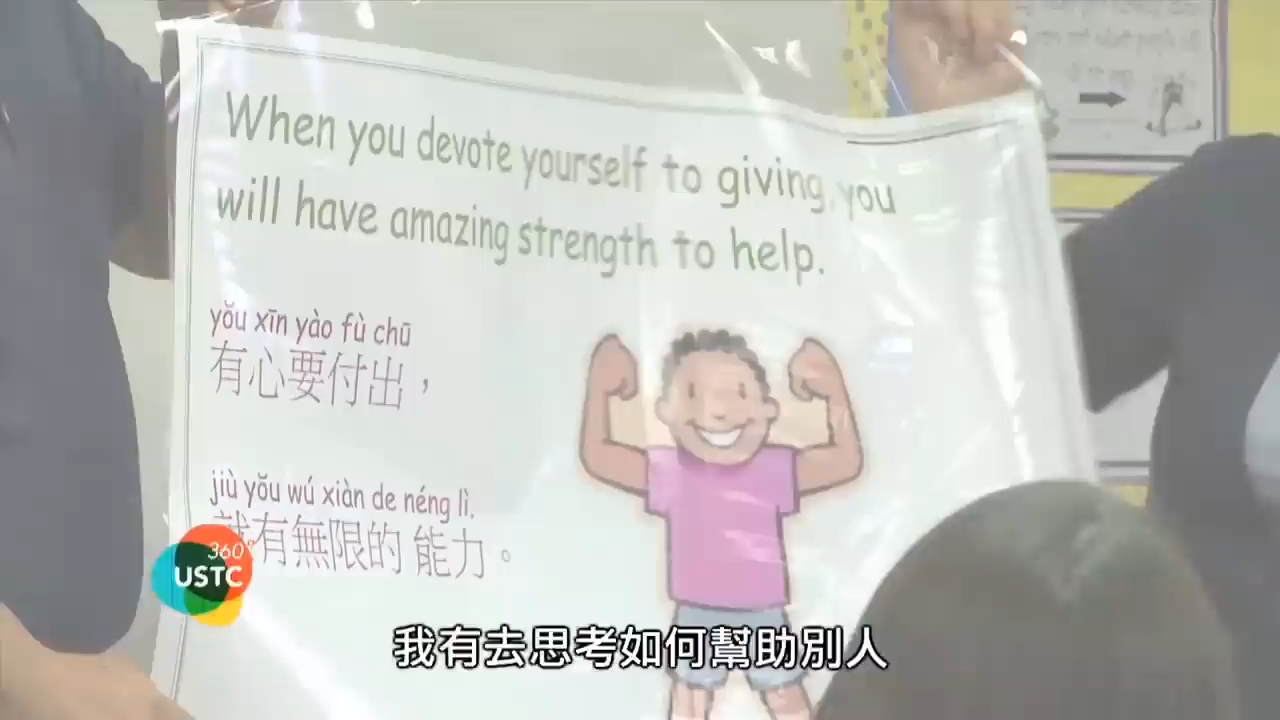 When you devote yourself to giving, you
will have amazing strength to help.
yǒu xīn yào fù chū
有心要付出，
jiù yǒu wú xiàn de néng lì.
就有無限的 能力。
360°
USTC
我有去思考如何幫助別人